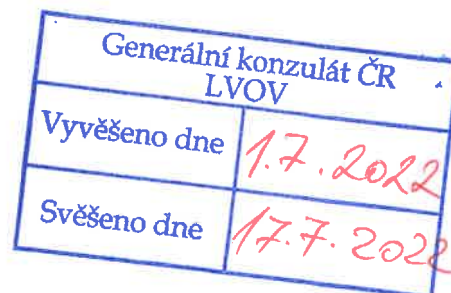 Generální konzulát ČR
LVOV
Vyvěšeno dne 1.7.2022
Svěšeno dne 17.7.2022